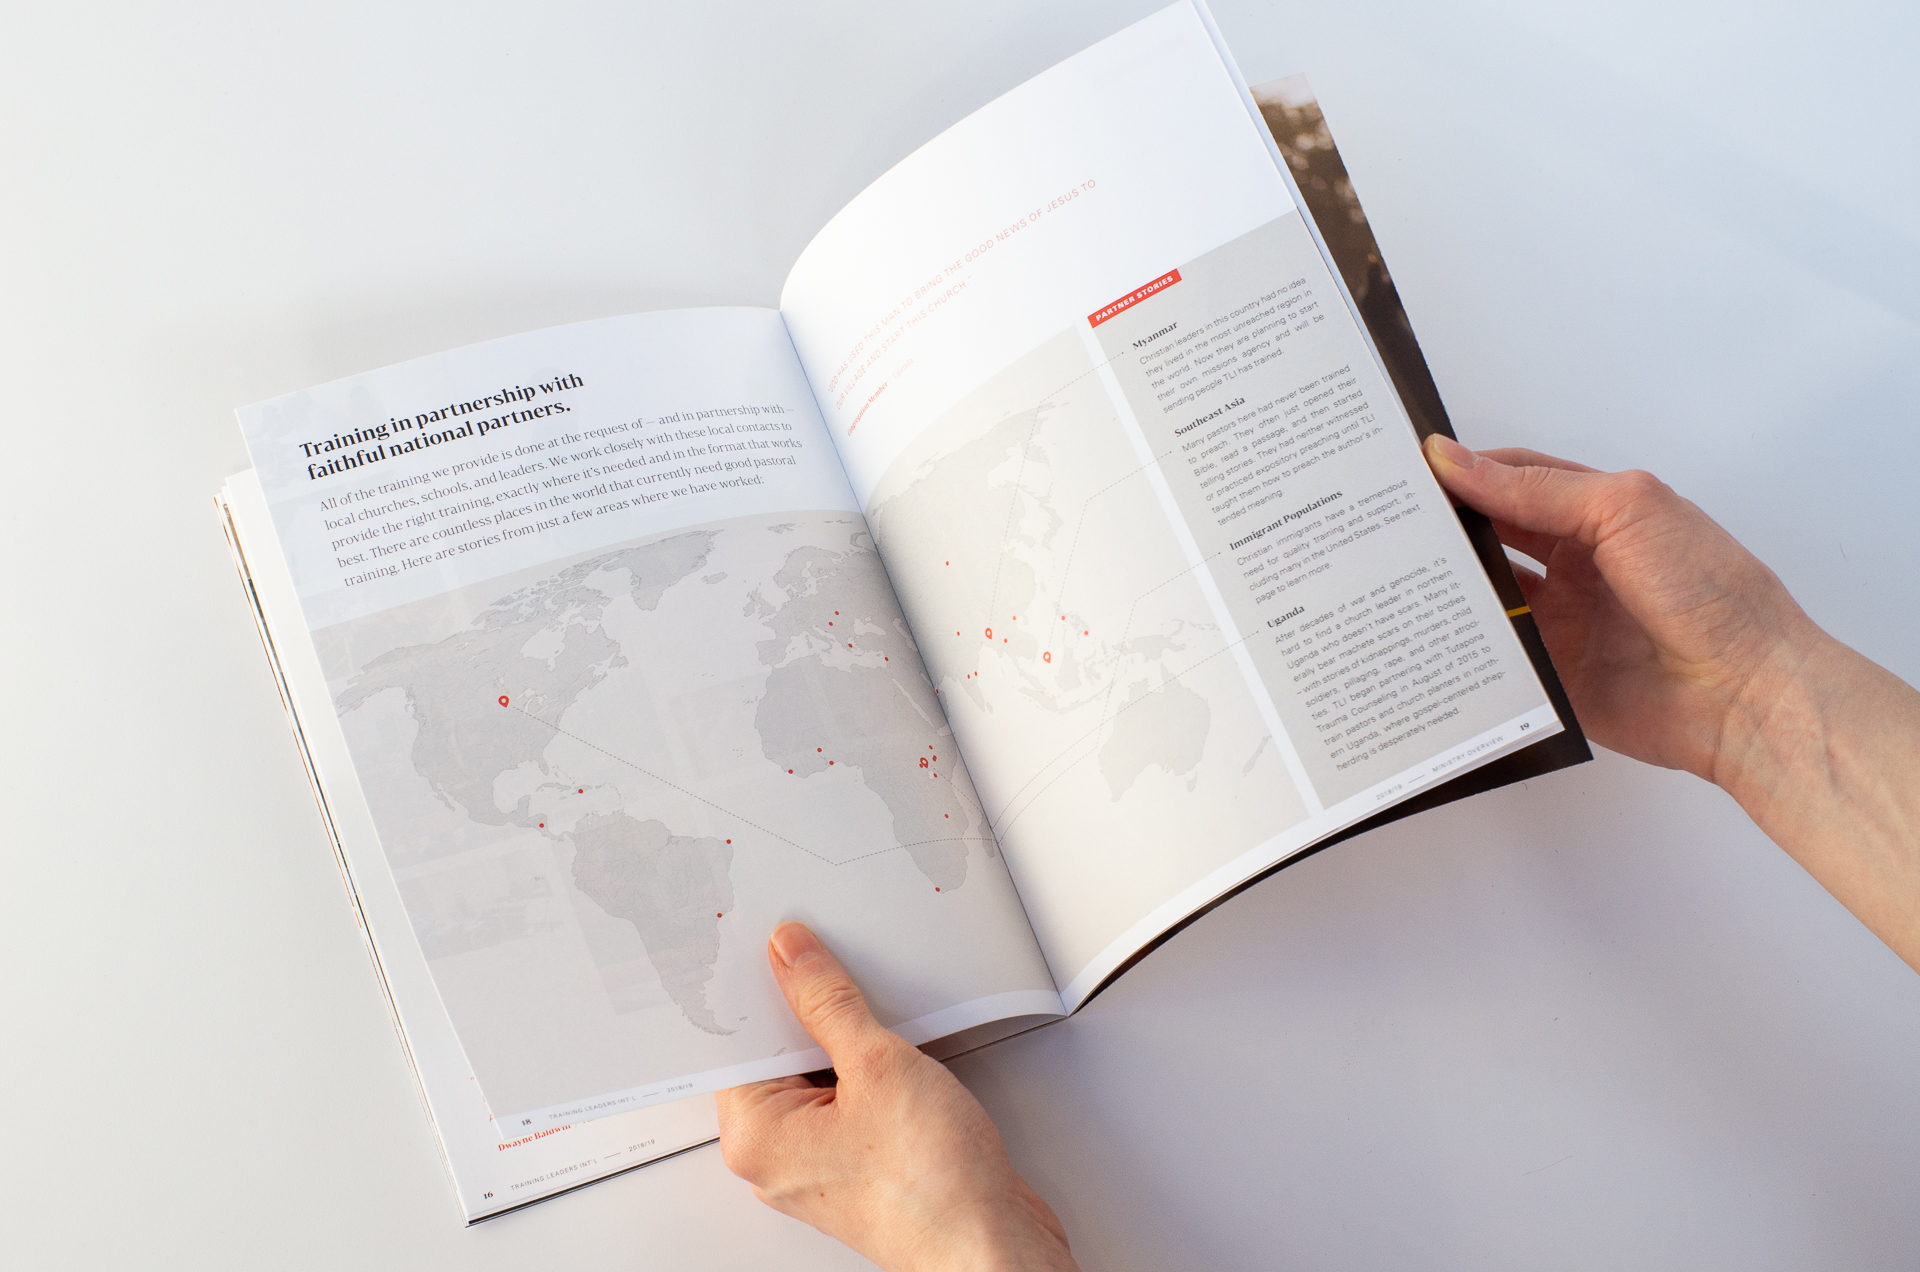 Training in partnership with
faithful national partners.
All of the training we provide is done at the request of – and in partnership with –
local churches, schools, and leaders. We work closely with these local contacts to
provide the right training, exactly where it's needed and in the format that works
best. There are countless places in the world that currently need good pastoral
training. Here are stories from just a few areas where we have worked:
18 TRAINING LEADERS INT'L — 2018/19
Dwayne Baldwin
16 TRAINING LEADERS INT'L — 2018/19
GOD HAS USED THIS MAN TO BRING THE GOOD NEWS OF JESUS TO
OUR VILLAGE AND START THIS CHURCH."
Congregation Member
PARTNER STORIES
Myanmar
Christian leaders in this country had no idea
they lived in the most unreached region in
the world. Now they are planning to start
their own missions agency and will be
sending people TLI has trained.
Southeast Asia
Many pastors here had never been trained
to preach. They often just opened their
Bible, read a passage, and then started
telling stories. They had neither witnessed
or practiced expository preaching until TLI
taught them how to preach the author's in-
tended meaning.
Immigrant Populations
Christian immigrants have a tremendous
need for quality training and support, in-
cluding many in the United States. See next
page to learn more.
Uganda
After decades of war and genocide, it's
hard to find a church leader in northern
Uganda who doesn't have scars. Many lit-
erally bear machete scars on their bodies
– with stories of kidnappings, murders, child
soldiers, pillaging, rape, and other atroci-
ties. TLI began partnering with Tutapona
Trauma Counseling in August of 2015 to
train pastors and church planters in north-
ern Uganda, where gospel-centered shep-
herding is desperately needed.
2018/19 — MINISTRY OVERVIEW 19